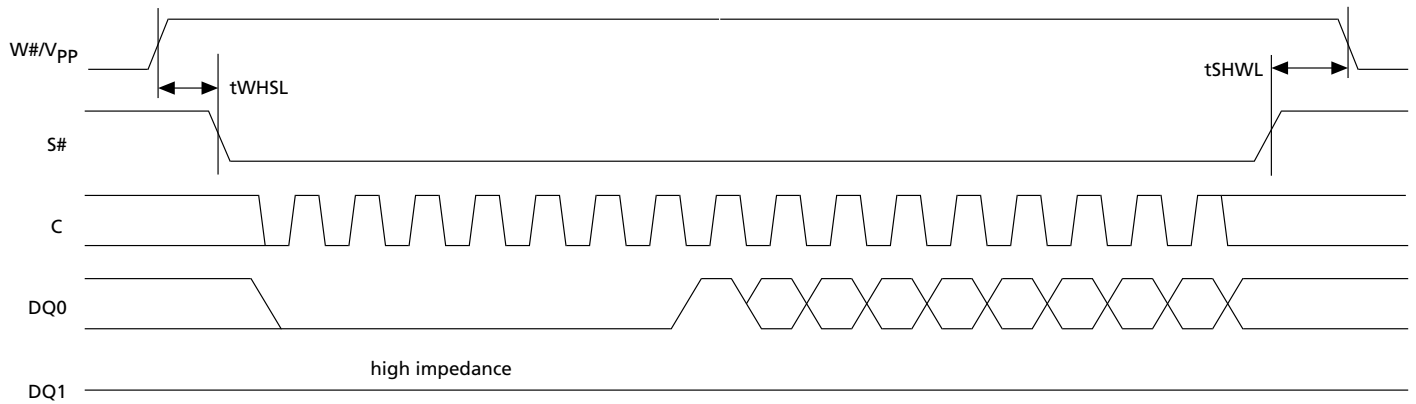 W#/VPP
tSHWL
tWHSL
S#
C
DQ0
high impedance
DQ1